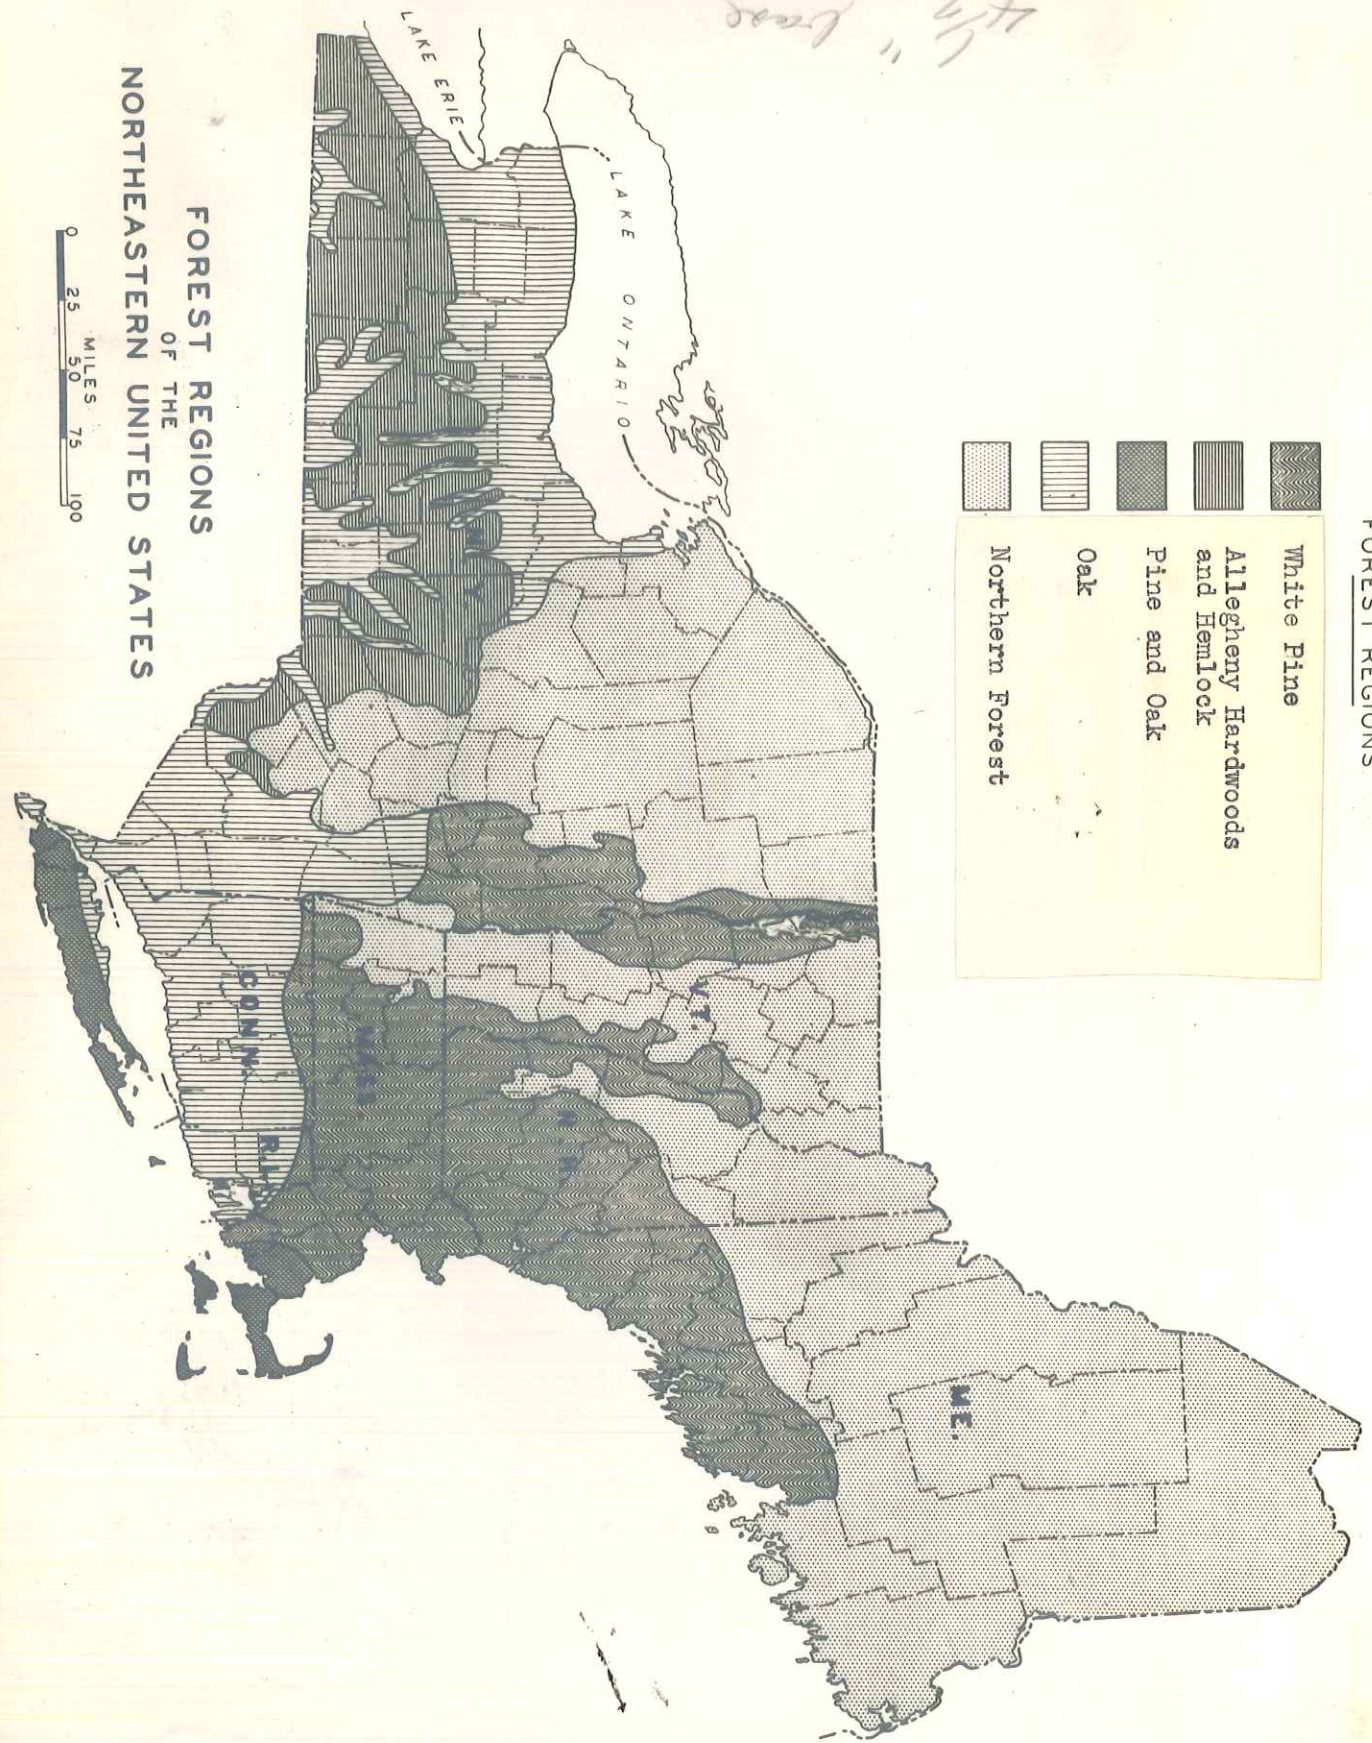 FOREST REGIONS
White Pine
Allegheny Hardwoods
and Hemlock
Pine and Oak
Oak
Northern Forest
LAKE ERIE
LAKE ONTARIO
N.Y.
VT.
N.H.
ME.
MASS.
CONN.
R.I.
FOREST REGIONS
OF THE
NORTHEASTERN UNITED STATES
0 25 50 75 100
MILES